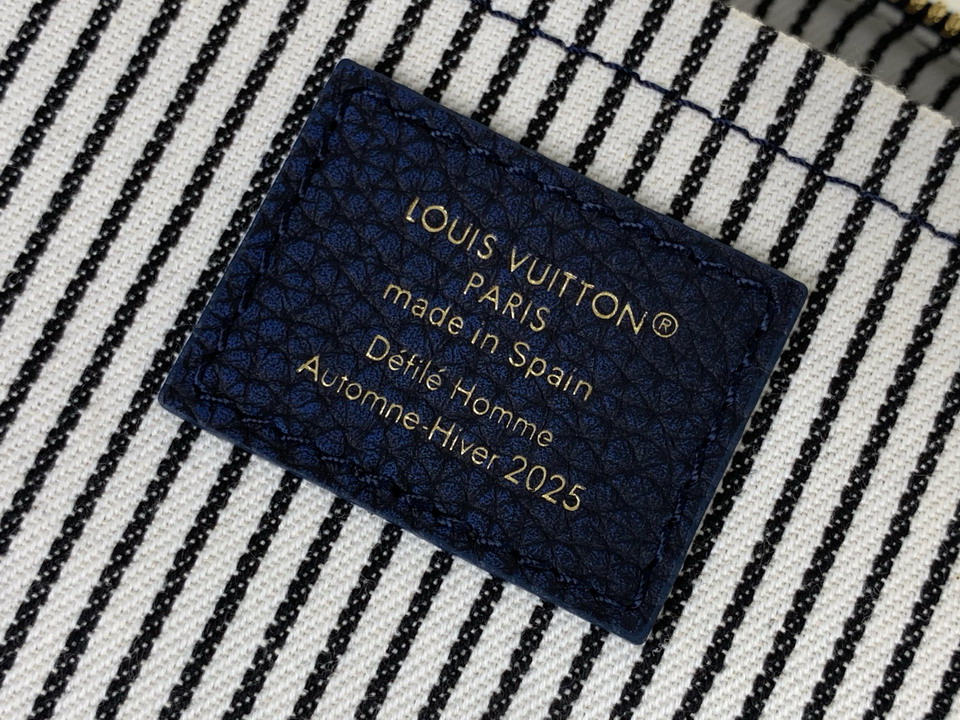 LOUIS VUITTON®
PARIS
made in Spain
Défilé Homme
Automne-Hiver 2025